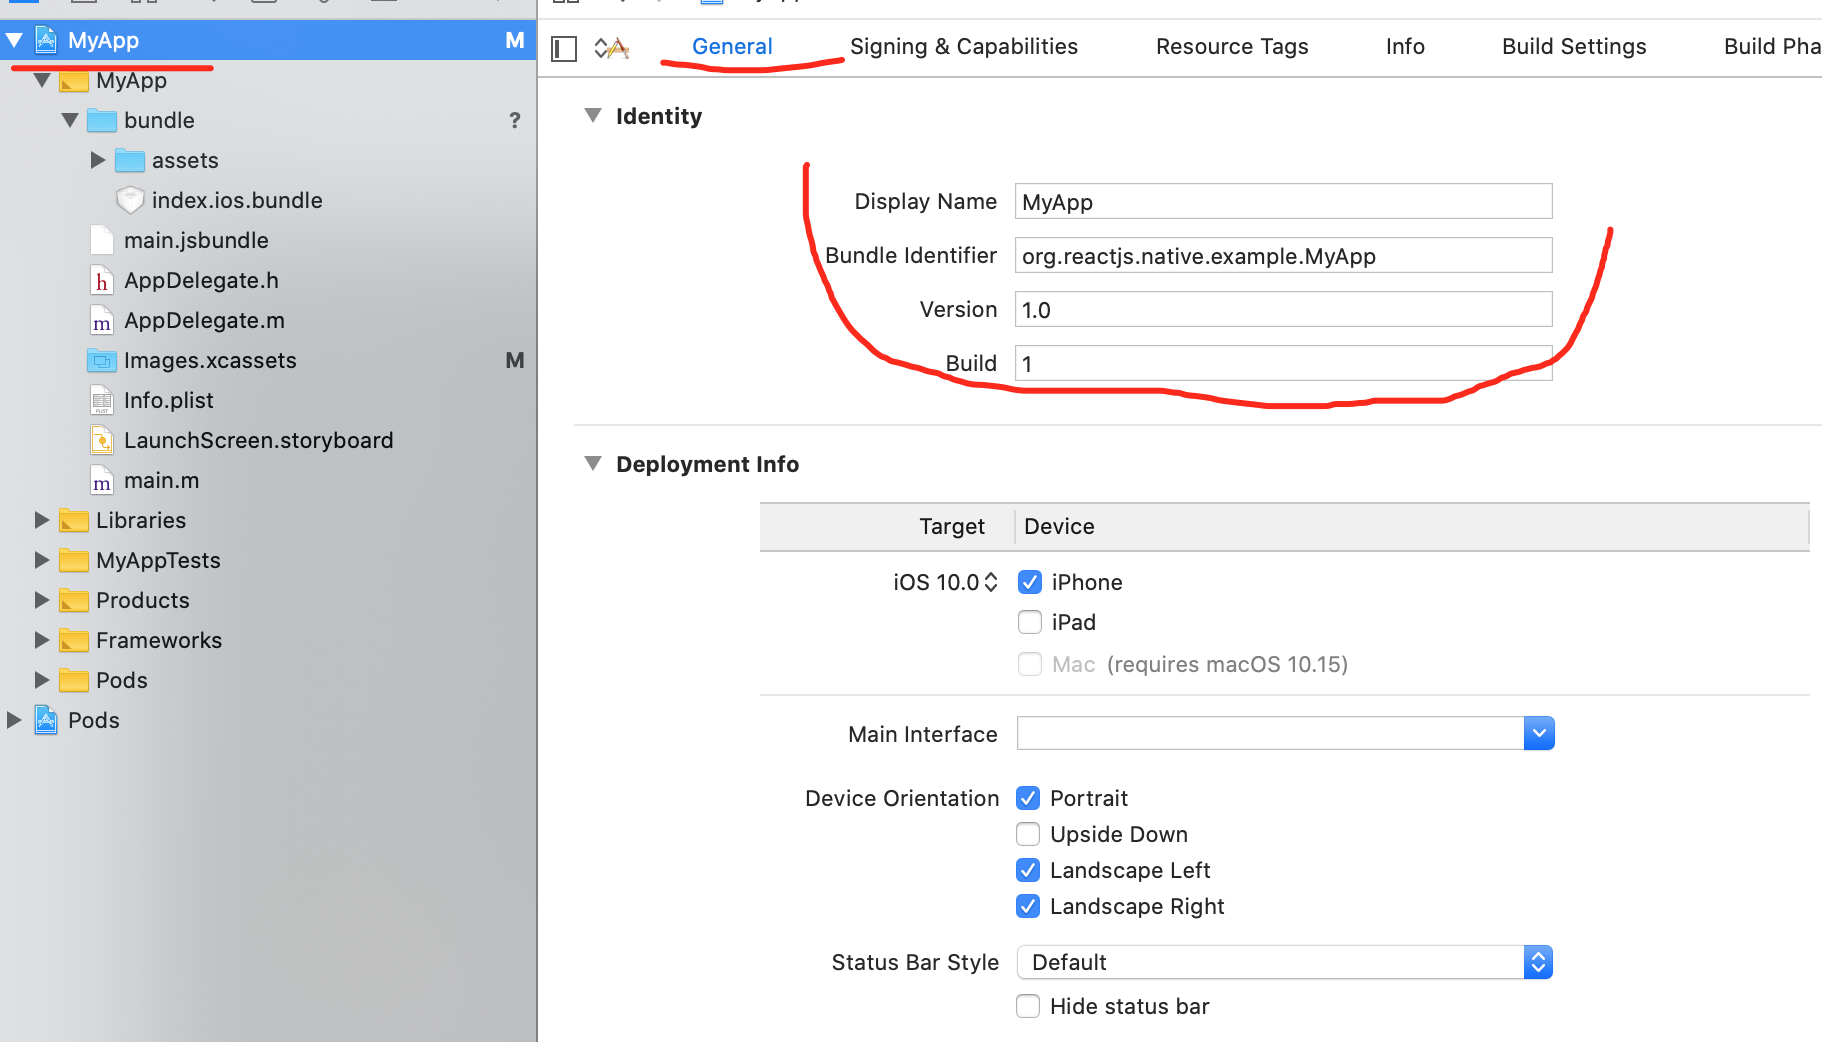 MyApp M
MyApp
bundle ?
assets
index.ios.bundle
main.jsbundle
h AppDelegate.h
m AppDelegate.m
Images.xcassets M
PLIST Info.plist
LaunchScreen.storyboard
m main.m
Libraries
MyAppTests
Products
Frameworks
Pods
Pods
General Signing & Capabilities Resource Tags Info Build Settings Build Pha
Identity
Display Name MyApp
Bundle Identifier org.reactjs.native.example.MyApp
Version 1.0
Build 1
Deployment Info
Target Device
iOS 10.0 iPhone
iPad
Mac (requires macOS 10.15)
Main Interface
Device Orientation Portrait
Upside Down
Landscape Left
Landscape Right
Status Bar Style Default
Hide status bar